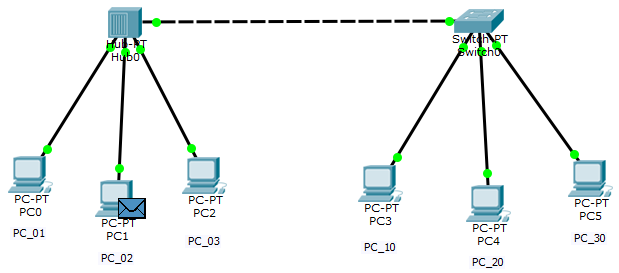 Hub-PT
Hub0
Switch-PT
Switch0
PC-PT
PC0
PC_01
PC-PT
PC1
PC_02
PC-PT
PC2
PC_03
PC-PT
PC3
PC_10
PC-PT
PC4
PC_20
PC-PT
PC5
PC_30